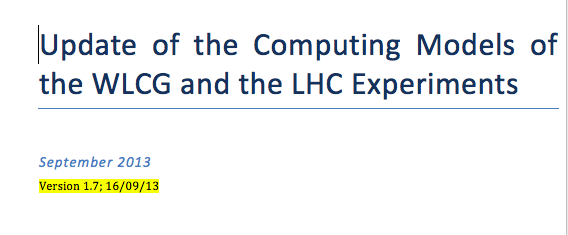 Update of the Computing Models of
the WLCG and the LHC Experiments
September 2013
Version 1.7; 16/09/13